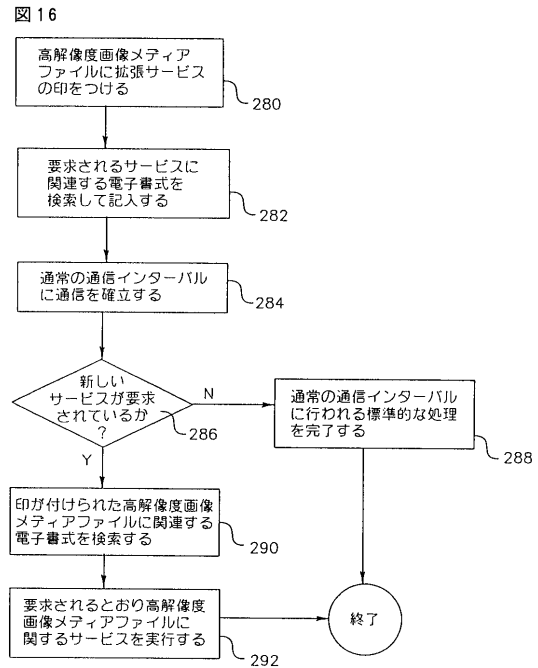 図16
高解像度画像メディア
ファイルに拡張サービス
の印をつける
280
要求されるサービスに
関連する電子書式を
検索して記入する
282
通常の通信インターバル
に通信を確立する
284
新しい
サービスが要求
されているか
?
286
N
Y
通常の通信インターバル
に行われる標準的な処理
を完了する
288
印が付けられた高解像度画像
メディアファイルに関連する
電子書式を検索する
290
要求されるとおり高解像度
画像メディアファイルに
関するサービスを実行する
292
終了